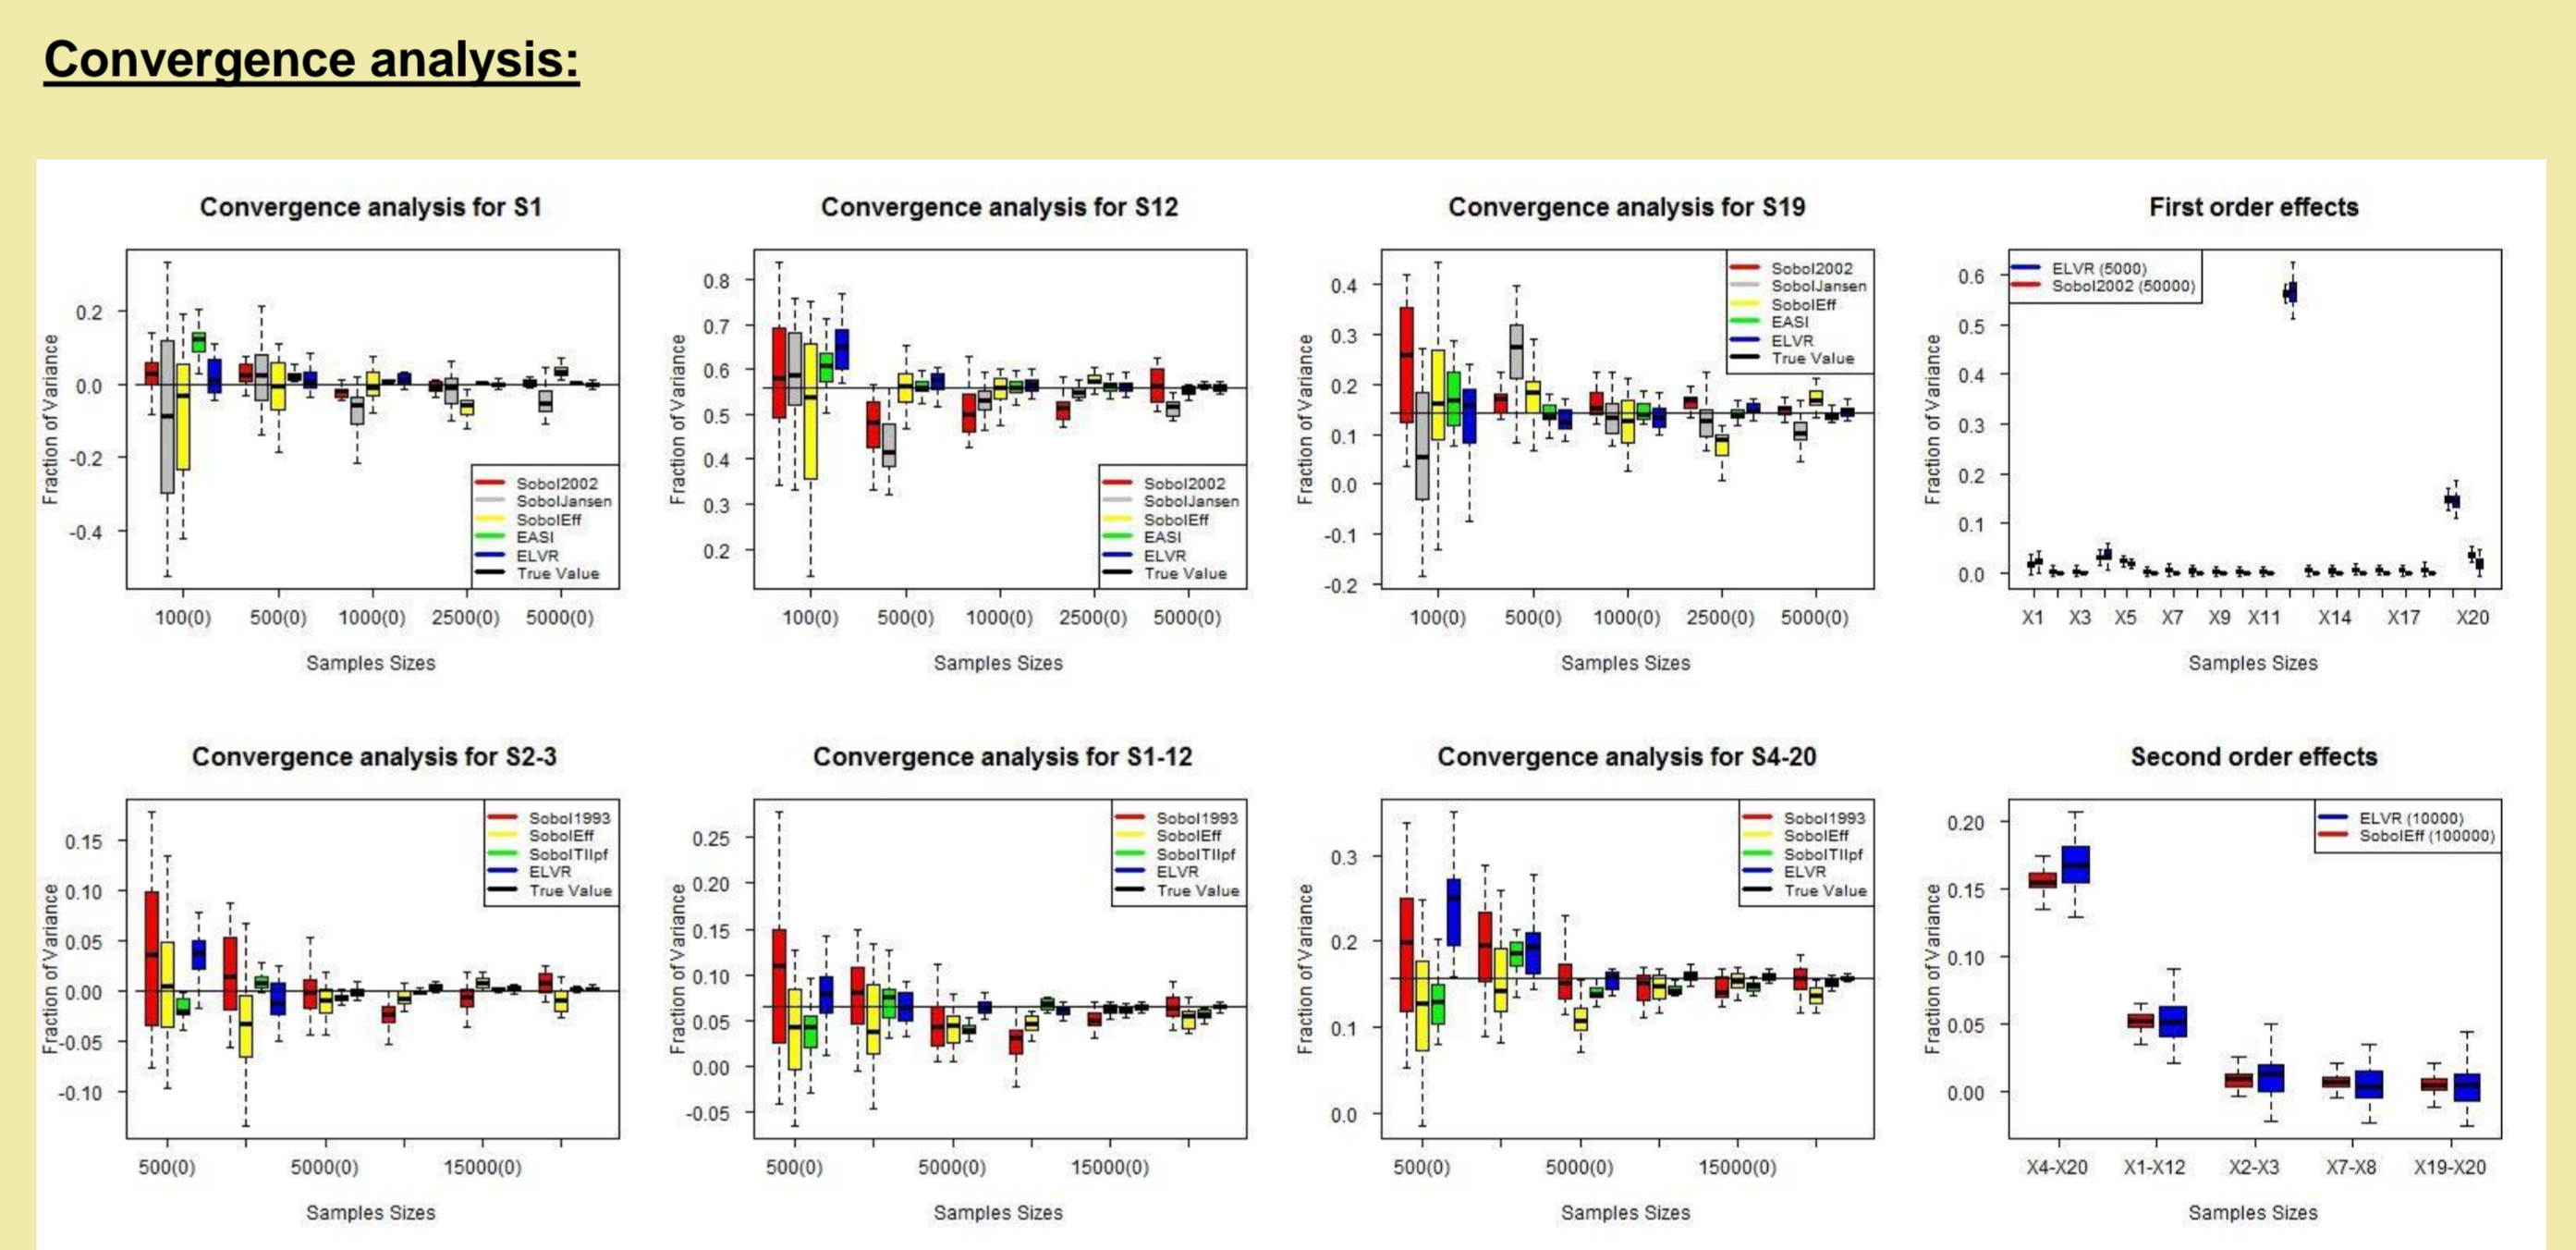 Convergence analysis:
Convergence analysis for S1
Fraction of Variance
0.2
0.0
-0.2
-0.4
Sobol2002
SobolJansen
SobolEff
EASI
ELVR
True Value
100(0) 500(0) 1000(0) 2500(0) 5000(0)
Samples Sizes
Convergence analysis for S12
Fraction of Variance
0.8
0.7
0.6
0.5
0.4
0.3
0.2
Sobol2002
SobolJansen
SobolEff
EASI
ELVR
True Value
100(0) 500(0) 1000(0) 2500(0) 5000(0)
Samples Sizes
Convergence analysis for S19
Fraction of Variance
0.4
0.3
0.2
0.1
0.0
-0.1
-0.2
Sobol2002
SobolJansen
SobolEff
EASI
ELVR
True Value
100(0) 500(0) 1000(0) 2500(0) 5000(0)
Samples Sizes
First order effects
Fraction of Variance
0.6
0.5
0.4
0.3
0.2
0.1
0.0
ELVR (5000)
Sobol2002 (50000)
X1 X3 X5 X7 X9 X11 X14 X17 X20
Samples Sizes
Convergence analysis for S2-3
Fraction of Variance
0.15
0.10
0.05
0.00
-0.05
-0.10
Sobol1993
SobolEff
SobolTIIpf
ELVR
True Value
500(0) 5000(0) 15000(0)
Samples Sizes
Convergence analysis for S1-12
Fraction of Variance
0.25
0.20
0.15
0.10
0.05
0.00
-0.05
Sobol1993
SobolEff
SobolTIIpf
ELVR
True Value
500(0) 5000(0) 15000(0)
Samples Sizes
Convergence analysis for S4-20
Fraction of Variance
0.3
0.2
0.1
0.0
Sobol1993
SobolEff
SobolTIIpf
ELVR
True Value
500(0) 5000(0) 15000(0)
Samples Sizes
Second order effects
Fraction of Variance
0.20
0.15
0.10
0.05
0.00
ELVR (10000)
SobolEff (100000)
X4-X20 X1-X12 X2-X3 X7-X8 X19-X20
Samples Sizes